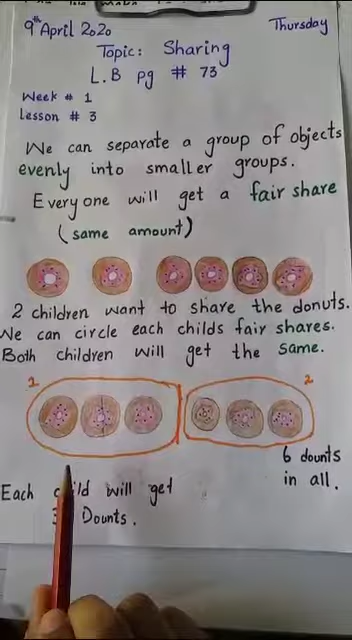 9th April 2020 Thursday
Topic: Sharing
L.B pg # 73
Week # 1
Lesson # 3
We can separate a group of objects
evenly into smaller groups.
Everyone will get a fair share
(same amount)
2 children want to share the donuts.
We can circle each childs fair shares.
Both children will get the same.
1 2
6 dounts
in all.
Each child will get
3 Dounts.